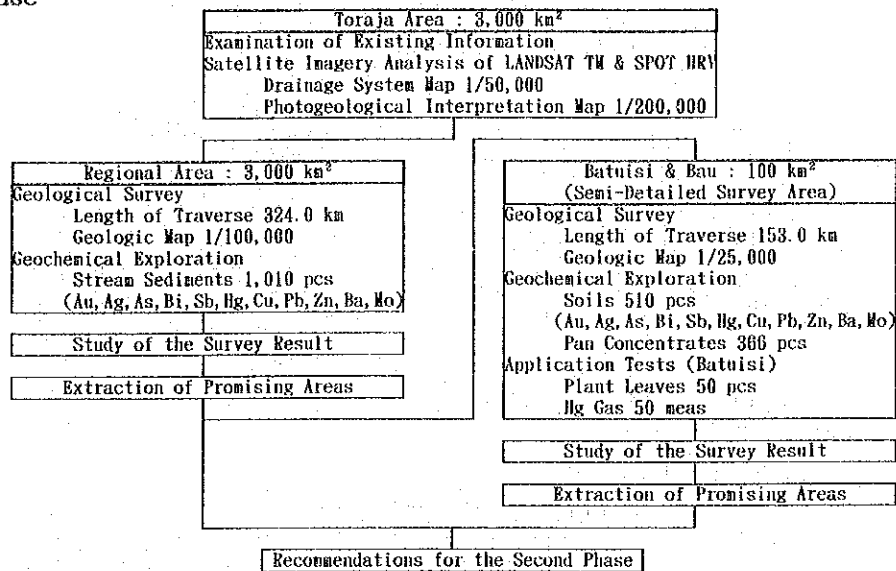 Toraja Area : 3,000 km²
Examination of Existing Information
Satellite Imagery Analysis of LANDSAT TM & SPOT HRV
Drainage System Map 1/50,000
Photogeological Interpretation Map 1/200,000
Regional Area : 3,000 km²
Geological Survey
Length of Traverse 324.0 km
Geologic Map 1/100,000
Geochemical Exploration
Stream Sediments 1,010 pcs
(Au, Ag, As, Bi, Sb, Hg, Cu, Pb, Zn, Ba, Mo)
Study of the Survey Result
Extraction of Promising Areas
Batuisi & Bau : 100 km²
(Semi-Detailed Survey Area)
Geological Survey
Length of Traverse 153.0 km
Geologic Map 1/25,000
Geochemical Exploration
Soils 510 pcs
(Au, Ag, As, Bi, Sb, Hg, Cu, Pb, Zn, Ba, Mo)
Pan Concentrates 366 pcs
Application Tests (Batuisi)
Plant Leaves 50 pcs
Hg Gas 50 meas
Study of the Survey Result
Extraction of Promising Areas
Recommendations for the Second Phase